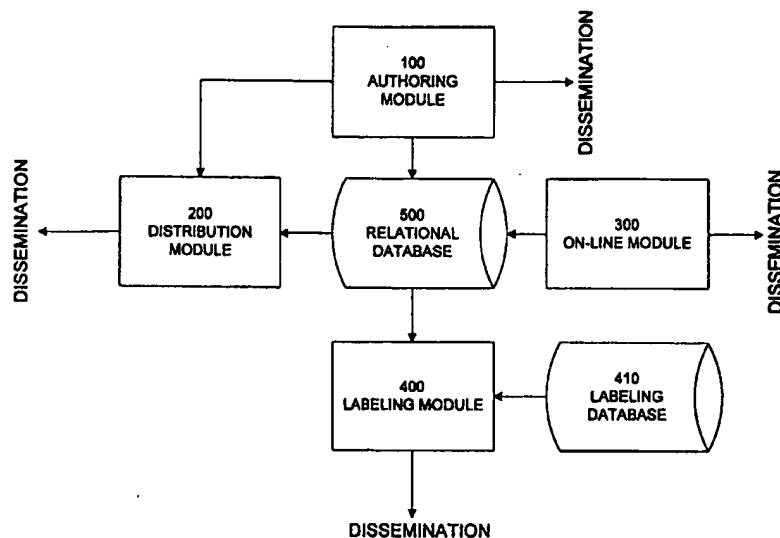 100
AUTHORING
MODULE
DISSEMINATION
DISSEMINATION
200
DISTRIBUTION
MODULE
500
RELATIONAL
DATABASE
300
ON-LINE MODULE
DISSEMINATION
400
LABELING MODULE
410
LABELING
DATABASE
DISSEMINATION